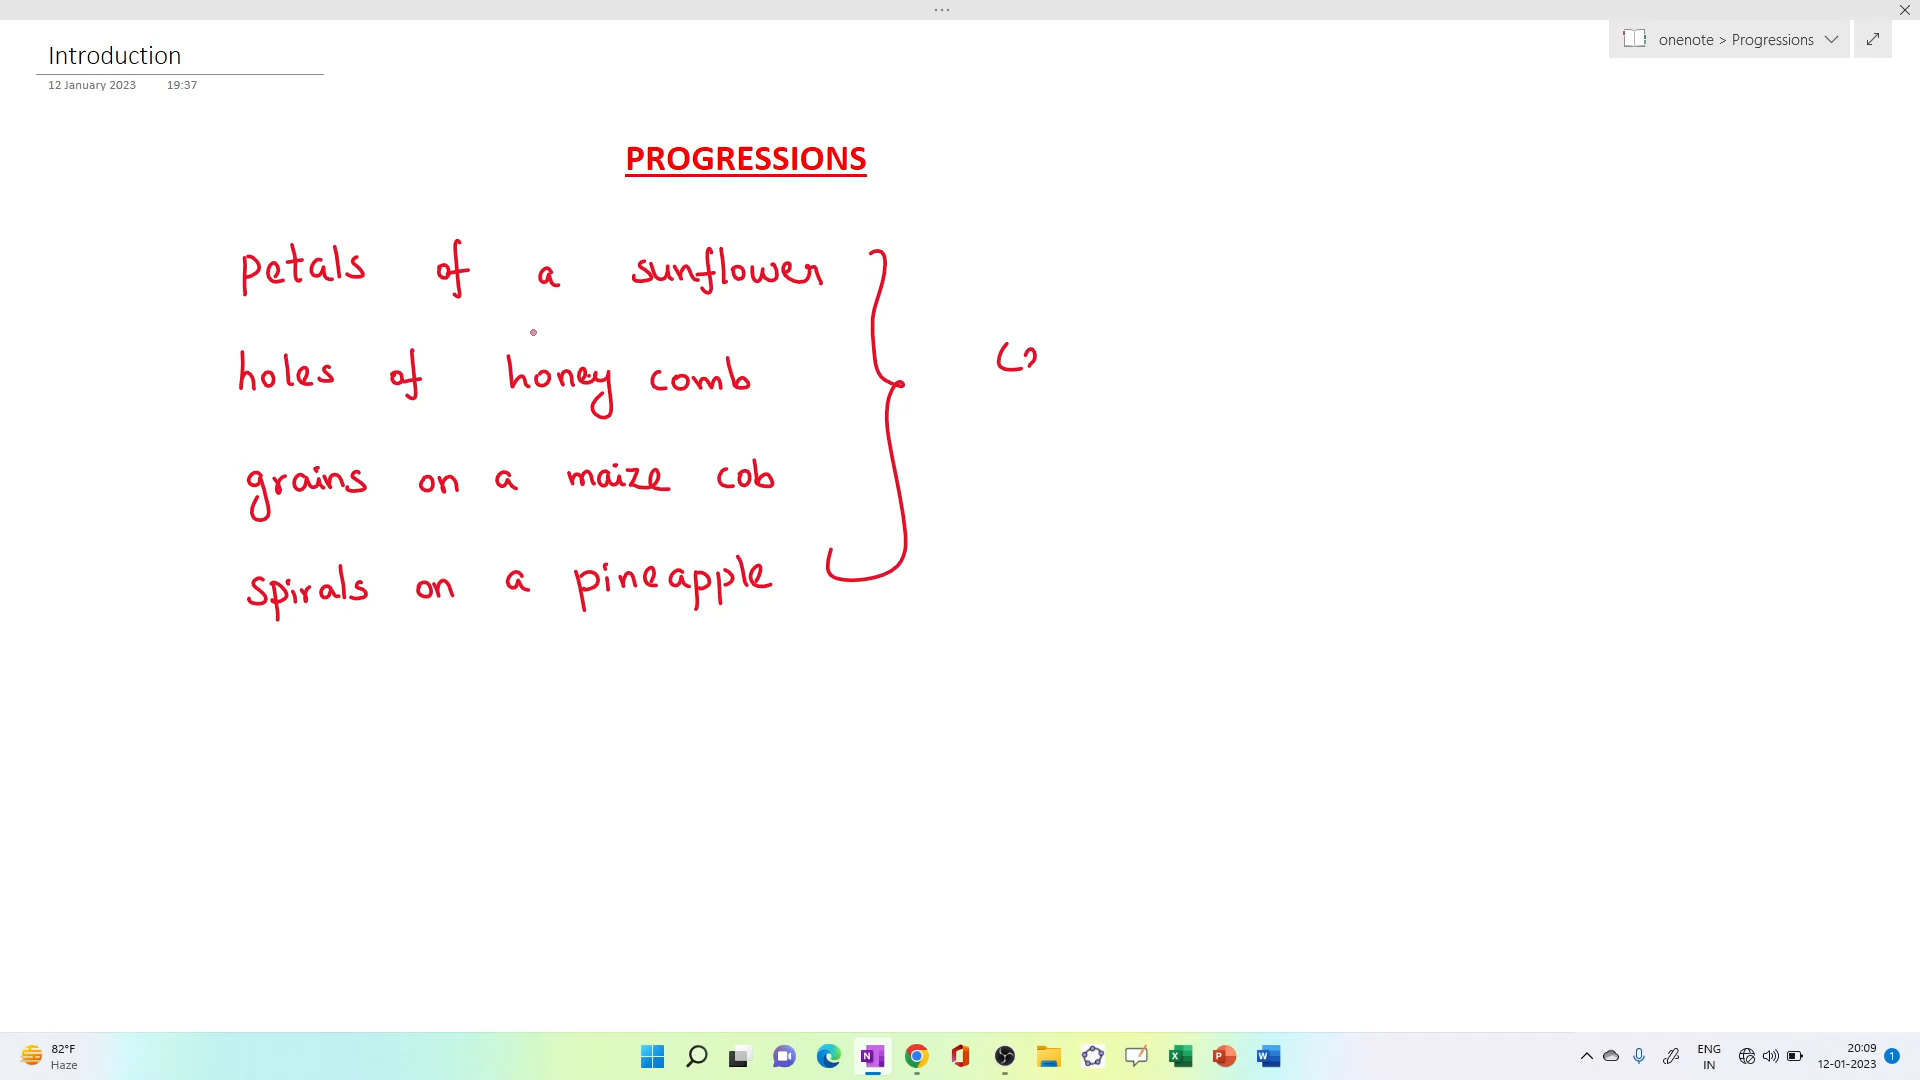 Introduction
onenote > Progressions
12 January 2023 19:37
PROGRESSIONS
petals of a sunflower
holes of honey comb
grains on a maize cob
spirals on a pineapple
82°F
Haze
ENG
IN
20:09
12-01-2023
1